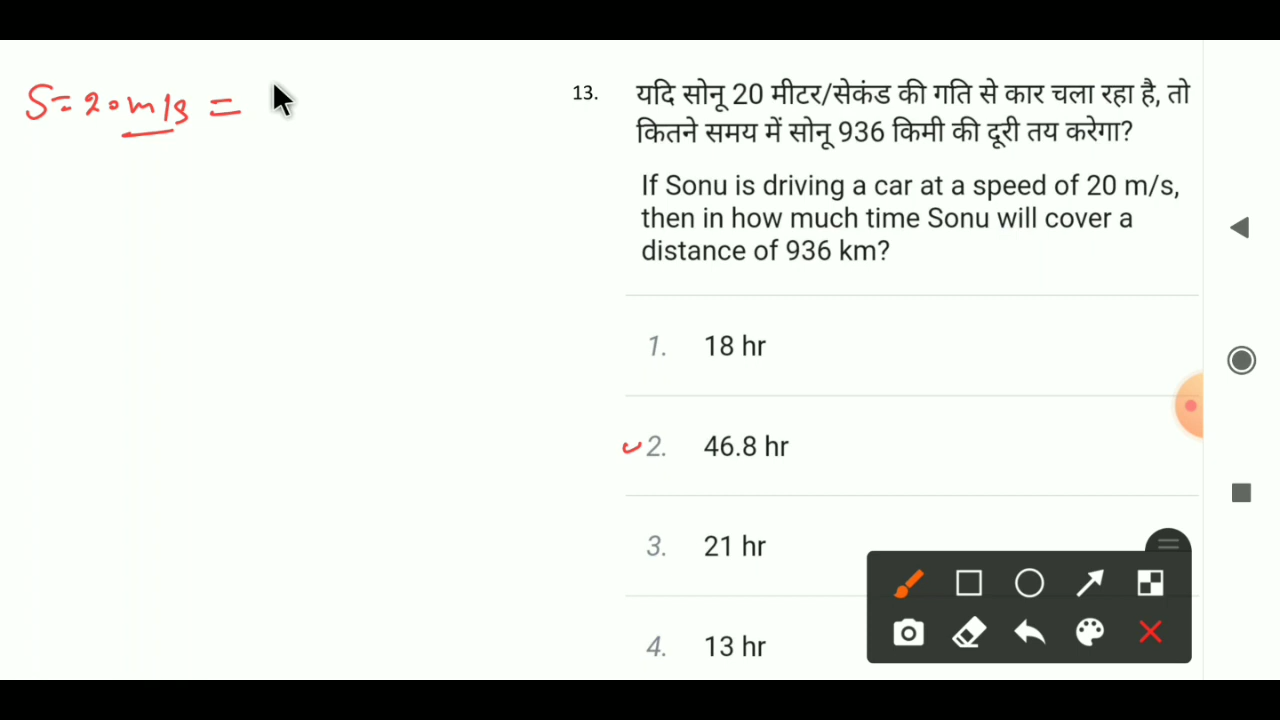 S = 20 m/s =
13. यदि सोनू 20 मीटर/सेकंड की गति से कार चला रहा है, तो
कितने समय में सोनू 936 किमी की दूरी तय करेगा?
If Sonu is driving a car at a speed of 20 m/s,
then in how much time Sonu will cover a
distance of 936 km?
1. 18 hr
2. 46.8 hr
3. 21 hr
4. 13 hr